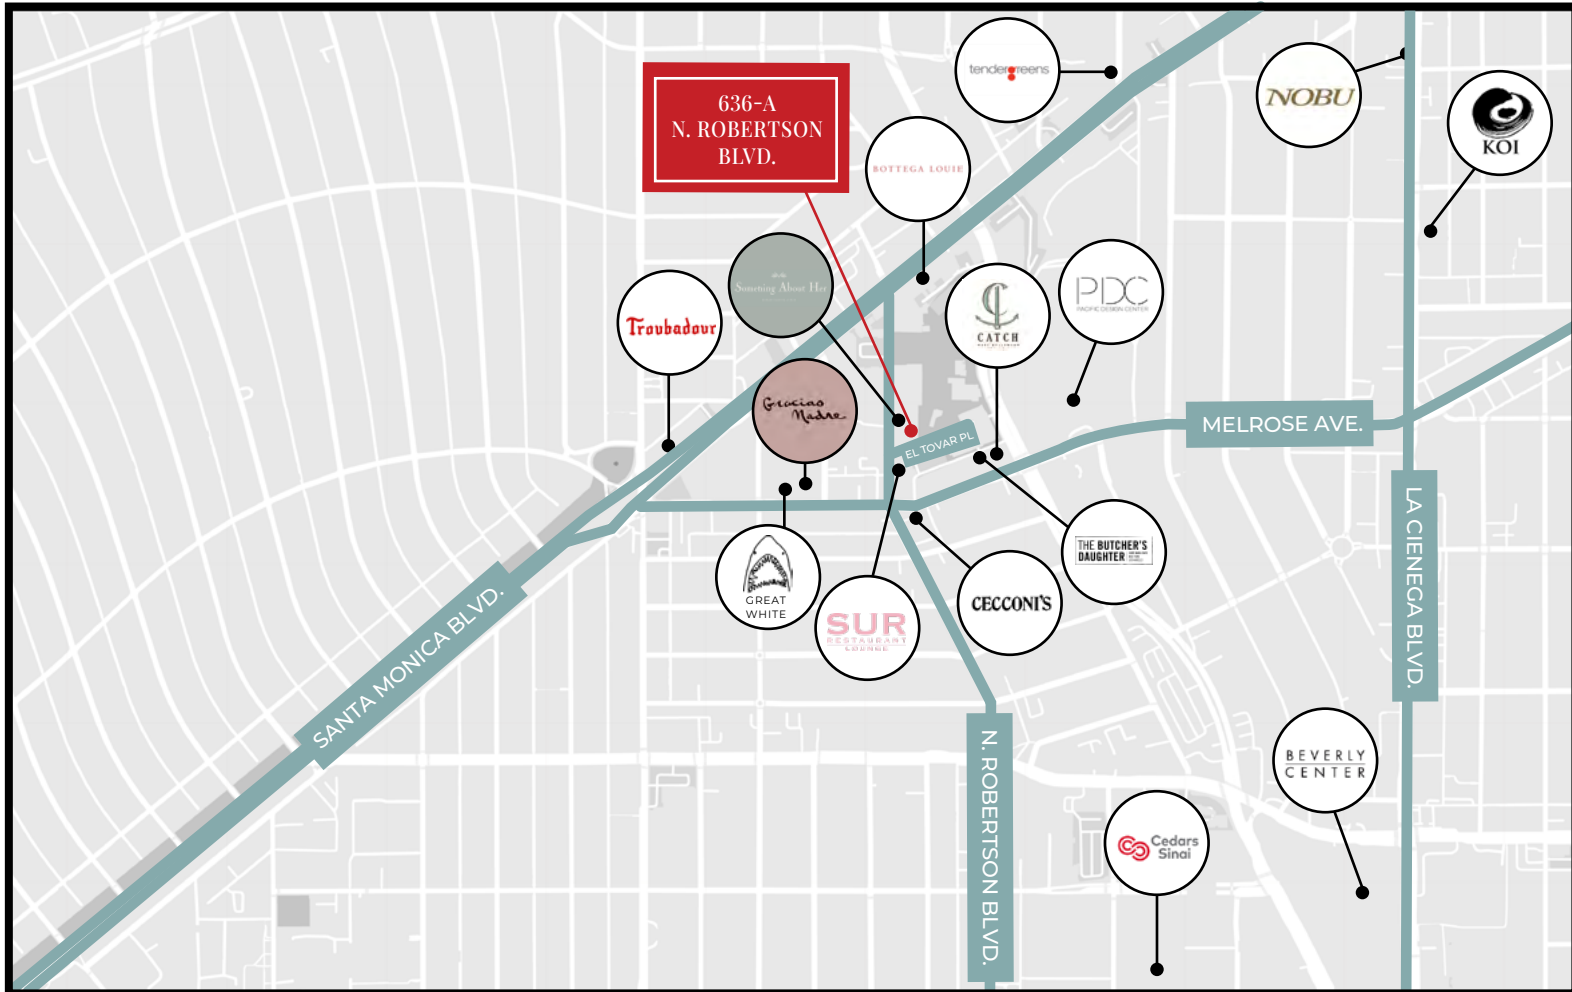 tendergreens
NOBU
KOI
636-A
N. ROBERTSON
BLVD.
BOTTEGA LOUIE
Something About Her
PDC
PACIFIC DESIGN CENTER
CATCH
Troubadour
Gracias
Madre
MELROSE AVE.
EL TOVAR PL
LA CIENEGA BLVD.
THE BUTCHER'S
DAUGHTER
GREAT
WHITE
SUR
RESTAURANT
LOUNGE
CECCONI'S
SANTA MONICA BLVD.
N. ROBERTSON BLVD.
BEVERLY
CENTER
Cedars
Sinai